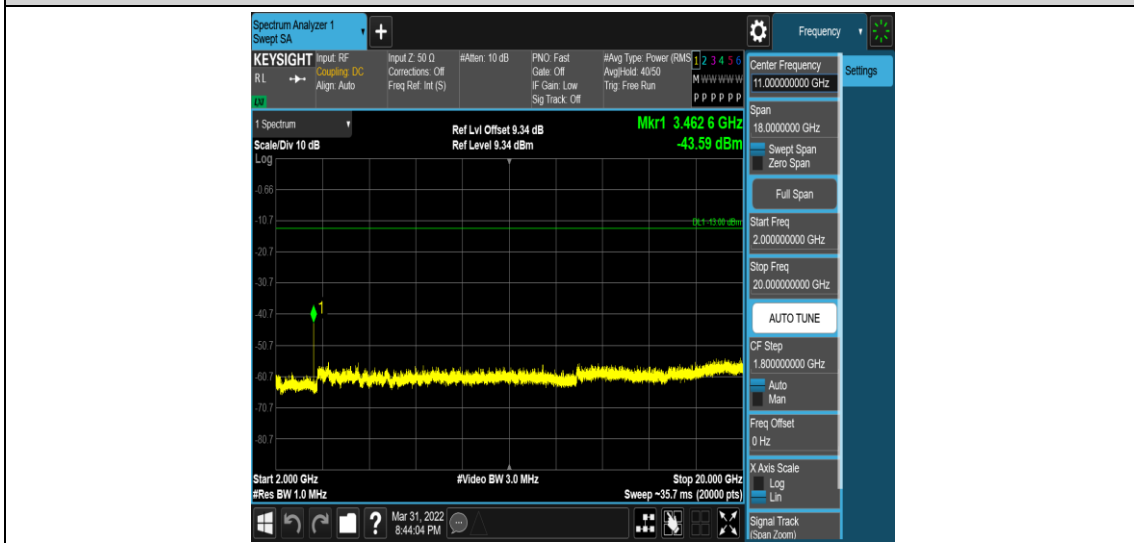 Spectrum Analyzer 1
Swept SA
+
Frequency
KEYSIGHT
RL
LXI
Input: RF
Coupling: DC
Align: Auto
Input Z: 50 Ω
Corrections: Off
Freq Ref: Int (S)
#Atten: 10 dB
PNO: Fast
Gate: Off
IF Gain: Low
Sig Track: Off
#Avg Type: Power (RMS
Avg|Hold: 40/50
Trig: Free Run
1 2 3 4 5 6
M W W W W W
P P P P P P
1 Spectrum
Scale/Div 10 dB
Log
Ref Lvl Offset 9.34 dB
Ref Level 9.34 dBm
Mkr1 3.462 6 GHz
-43.59 dBm
-0.66
-10.7
DL1 -13.00 dBm
-20.7
-30.7
-40.7
1
-50.7
-60.7
-70.7
-80.7
Start 2.000 GHz
#Res BW 1.0 MHz
#Video BW 3.0 MHz
Stop 20.000 GHz
Sweep ~35.7 ms (20000 pts)
?
Mar 31, 2022
8:44:04 PM
Center Frequency
11.000000000 GHz
Settings
Span
18.0000000 GHz
Swept Span
Zero Span
Full Span
Start Freq
2.000000000 GHz
Stop Freq
20.000000000 GHz
AUTO TUNE
CF Step
1.800000000 GHz
Auto
Man
Freq Offset
0 Hz
X Axis Scale
Log
Lin
Signal Track
(Span Zoom)